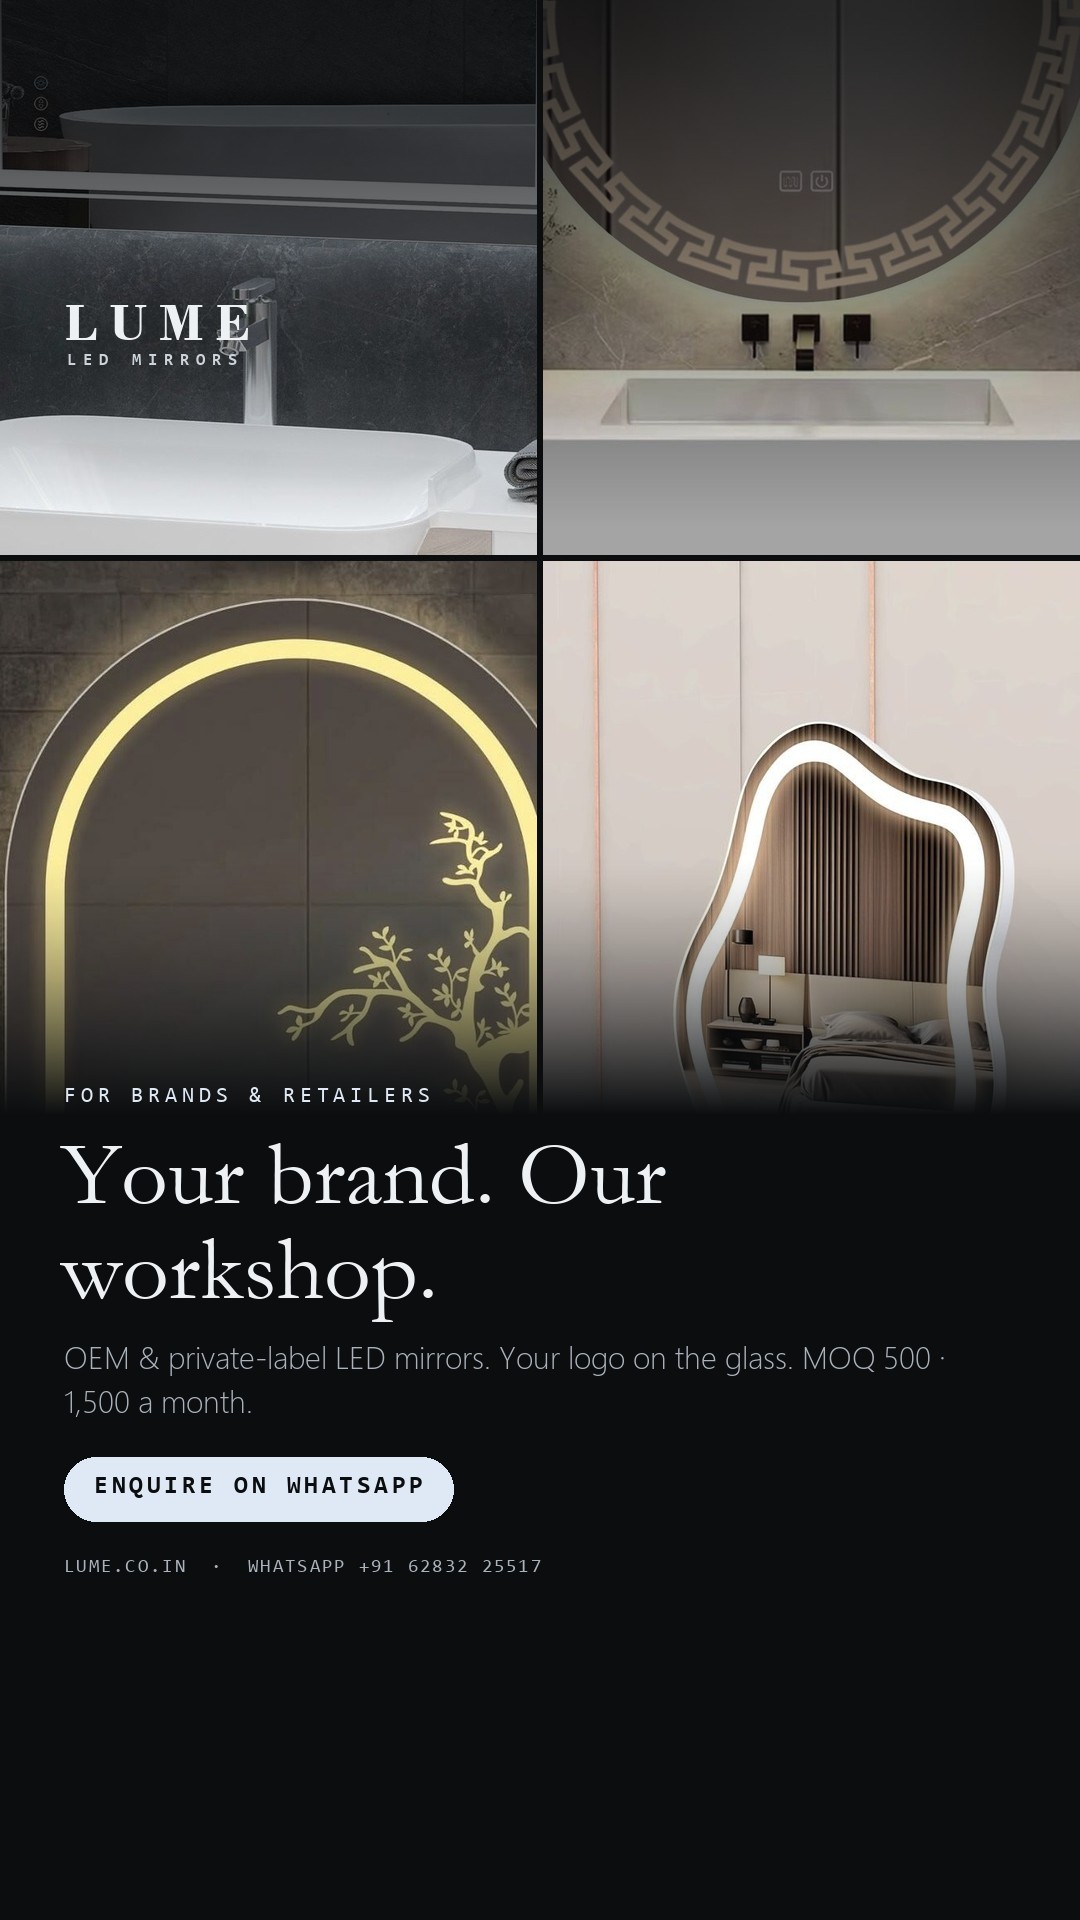 LUME
LED MIRRORS
FOR BRANDS & RETAILERS
Your brand. Our
workshop.
OEM & private-label LED mirrors. Your logo on the glass. MOQ 500 ·
1,500 a month.
ENQUIRE ON WHATSAPP
LUME.CO.IN · WHATSAPP +91 62832 25517